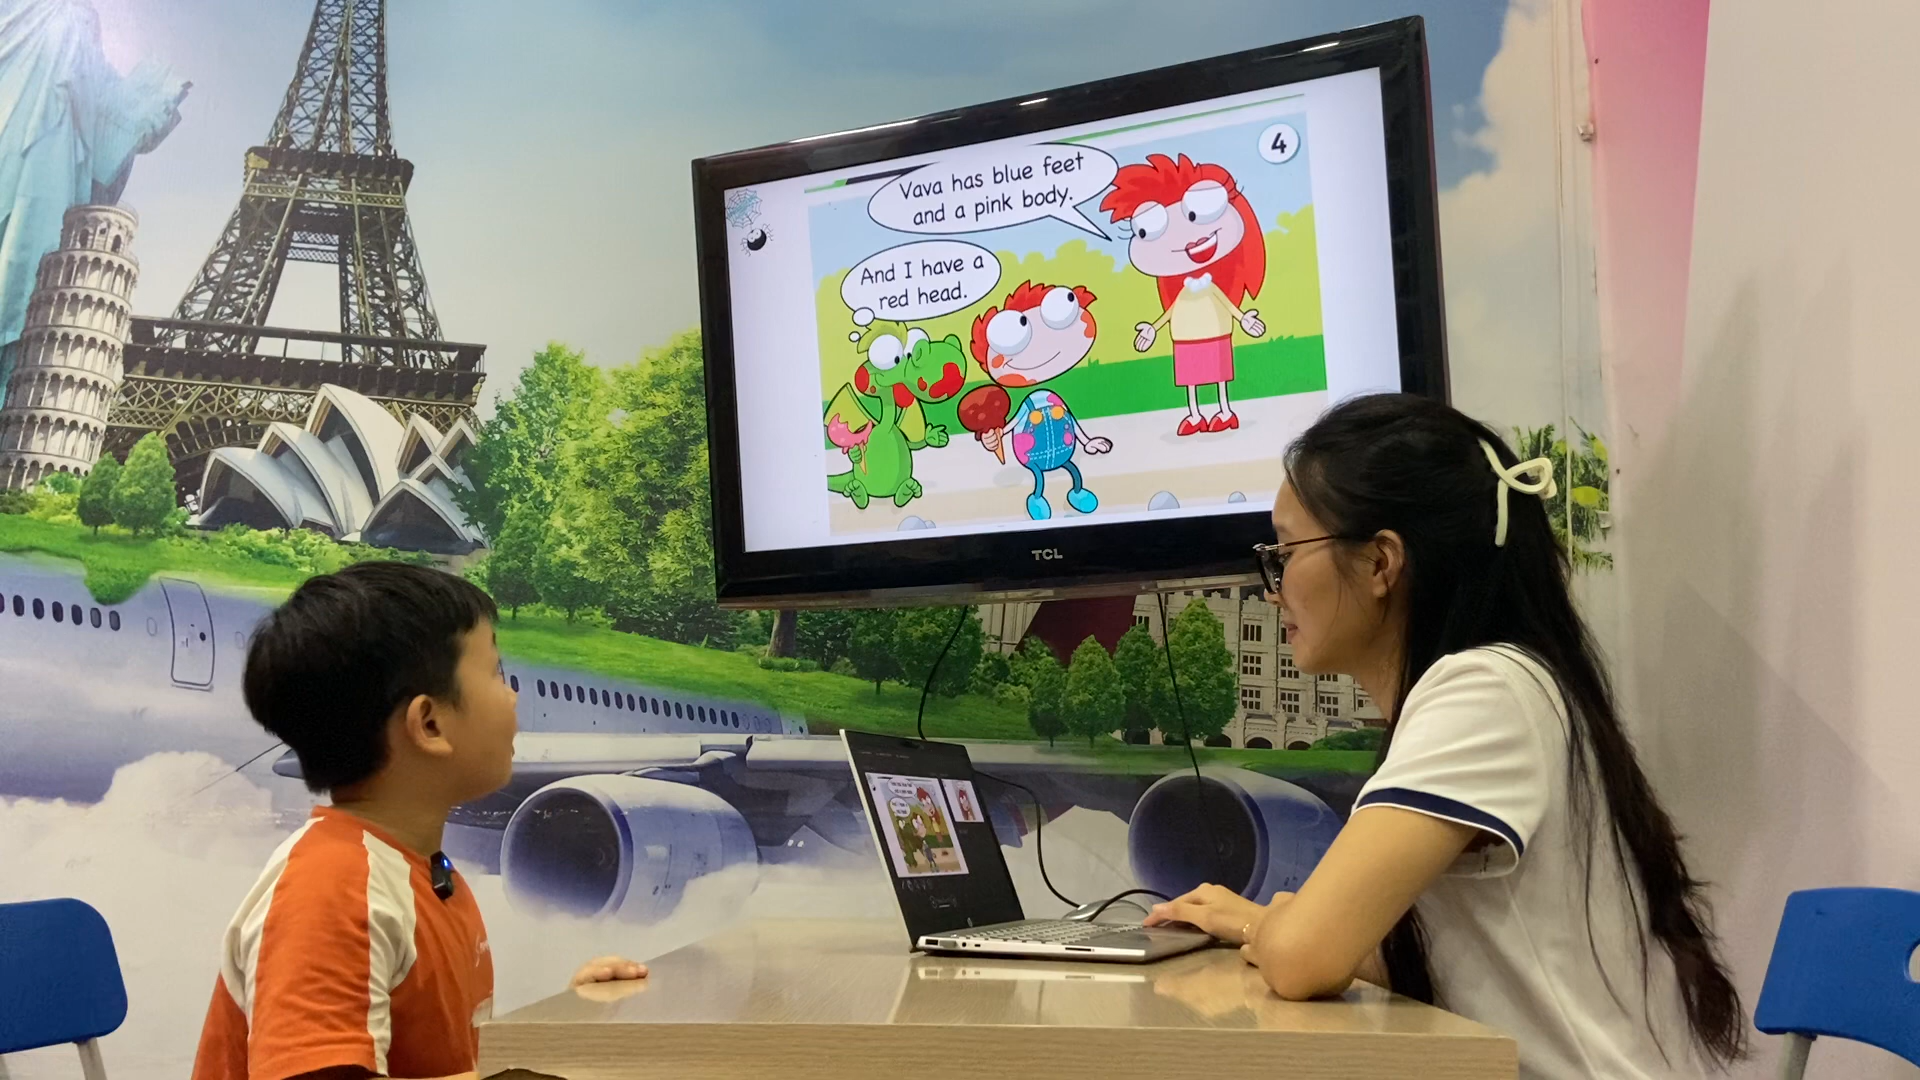 4
Vava has blue feet
and a pink body.
And I have a
red head.
TCL